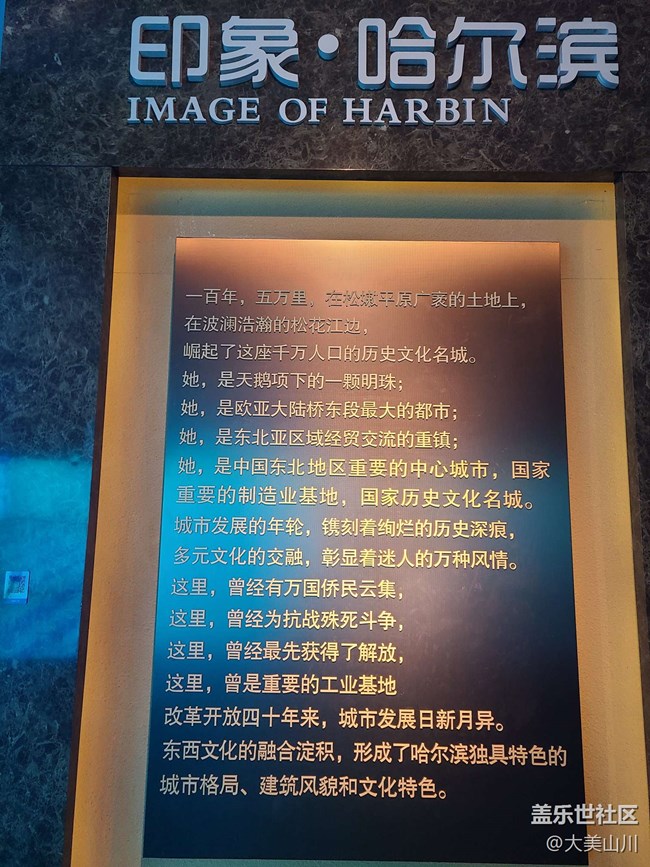 印象·哈尔滨
IMAGE OF HARBIN
一百年，五万里，在松嫩平原广袤的土地上，
在波澜浩瀚的松花江边，
崛起了这座千万人口的历史文化名城。
她，是天鹅项下的一颗明珠；
她，是欧亚大陆桥东段最大的都市；
她，是东北亚区域经贸交流的重镇；
她，是中国东北地区重要的中心城市，国家
重要的制造业基地，国家历史文化名城。
城市发展的年轮，镌刻着绚烂的历史深痕，
多元文化的交融，彰显着迷人的万种风情。
这里，曾经有万国侨民云集，
这里，曾经为抗战殊死斗争，
这里，曾经最先获得了解放，
这里，曾是重要的工业基地
改革开放四十年来，城市发展日新月异。
东西文化的融合淀积，形成了哈尔滨独具特色的
城市格局、建筑风貌和文化特色。
盖乐世社区
@大美山川